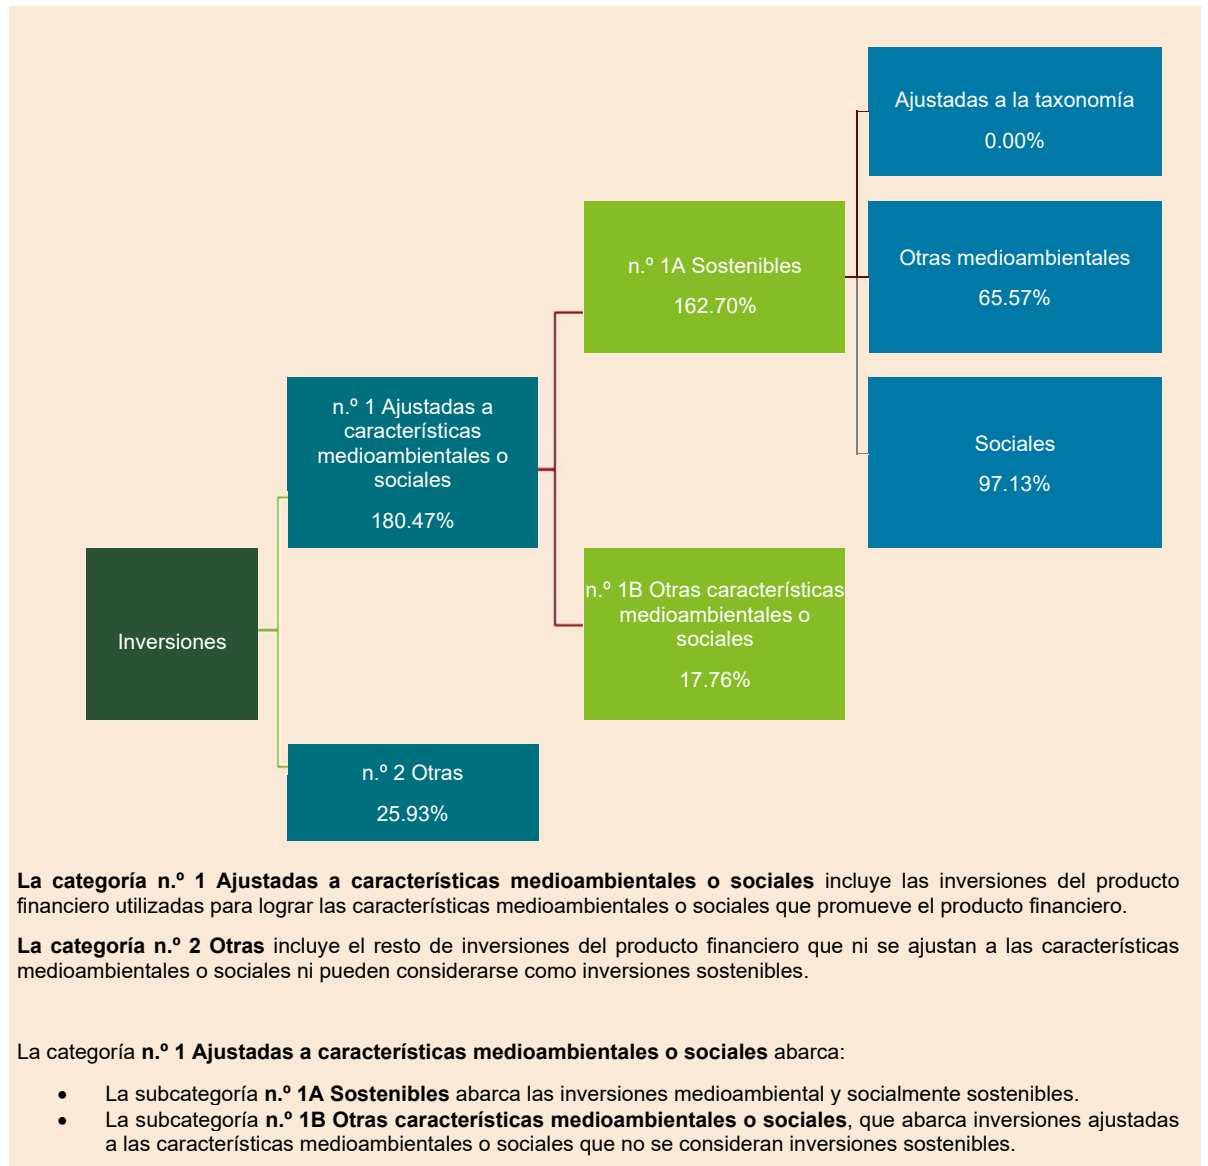 Ajustadas a la taxonomía
0.00%
n.º 1A Sostenibles
162.70%
Otras medioambientales
65.57%
n.º 1 Ajustadas a
características
medioambientales o
sociales
180.47%
Sociales
97.13%
Inversiones
n.º 1B Otras características
medioambientales o
sociales
17.76%
n.º 2 Otras
25.93%
La categoría n.º 1 Ajustadas a características medioambientales o sociales incluye las inversiones del producto
financiero utilizadas para lograr las características medioambientales o sociales que promueve el producto financiero.
La categoría n.º 2 Otras incluye el resto de inversiones del producto financiero que ni se ajustan a las características
medioambientales o sociales ni pueden considerarse como inversiones sostenibles.
La categoría n.º 1 Ajustadas a características medioambientales o sociales abarca:
• La subcategoría n.º 1A Sostenibles abarca las inversiones medioambiental y socialmente sostenibles.
• La subcategoría n.º 1B Otras características medioambientales o sociales, que abarca inversiones ajustadas
a las características medioambientales o sociales que no se consideran inversiones sostenibles.